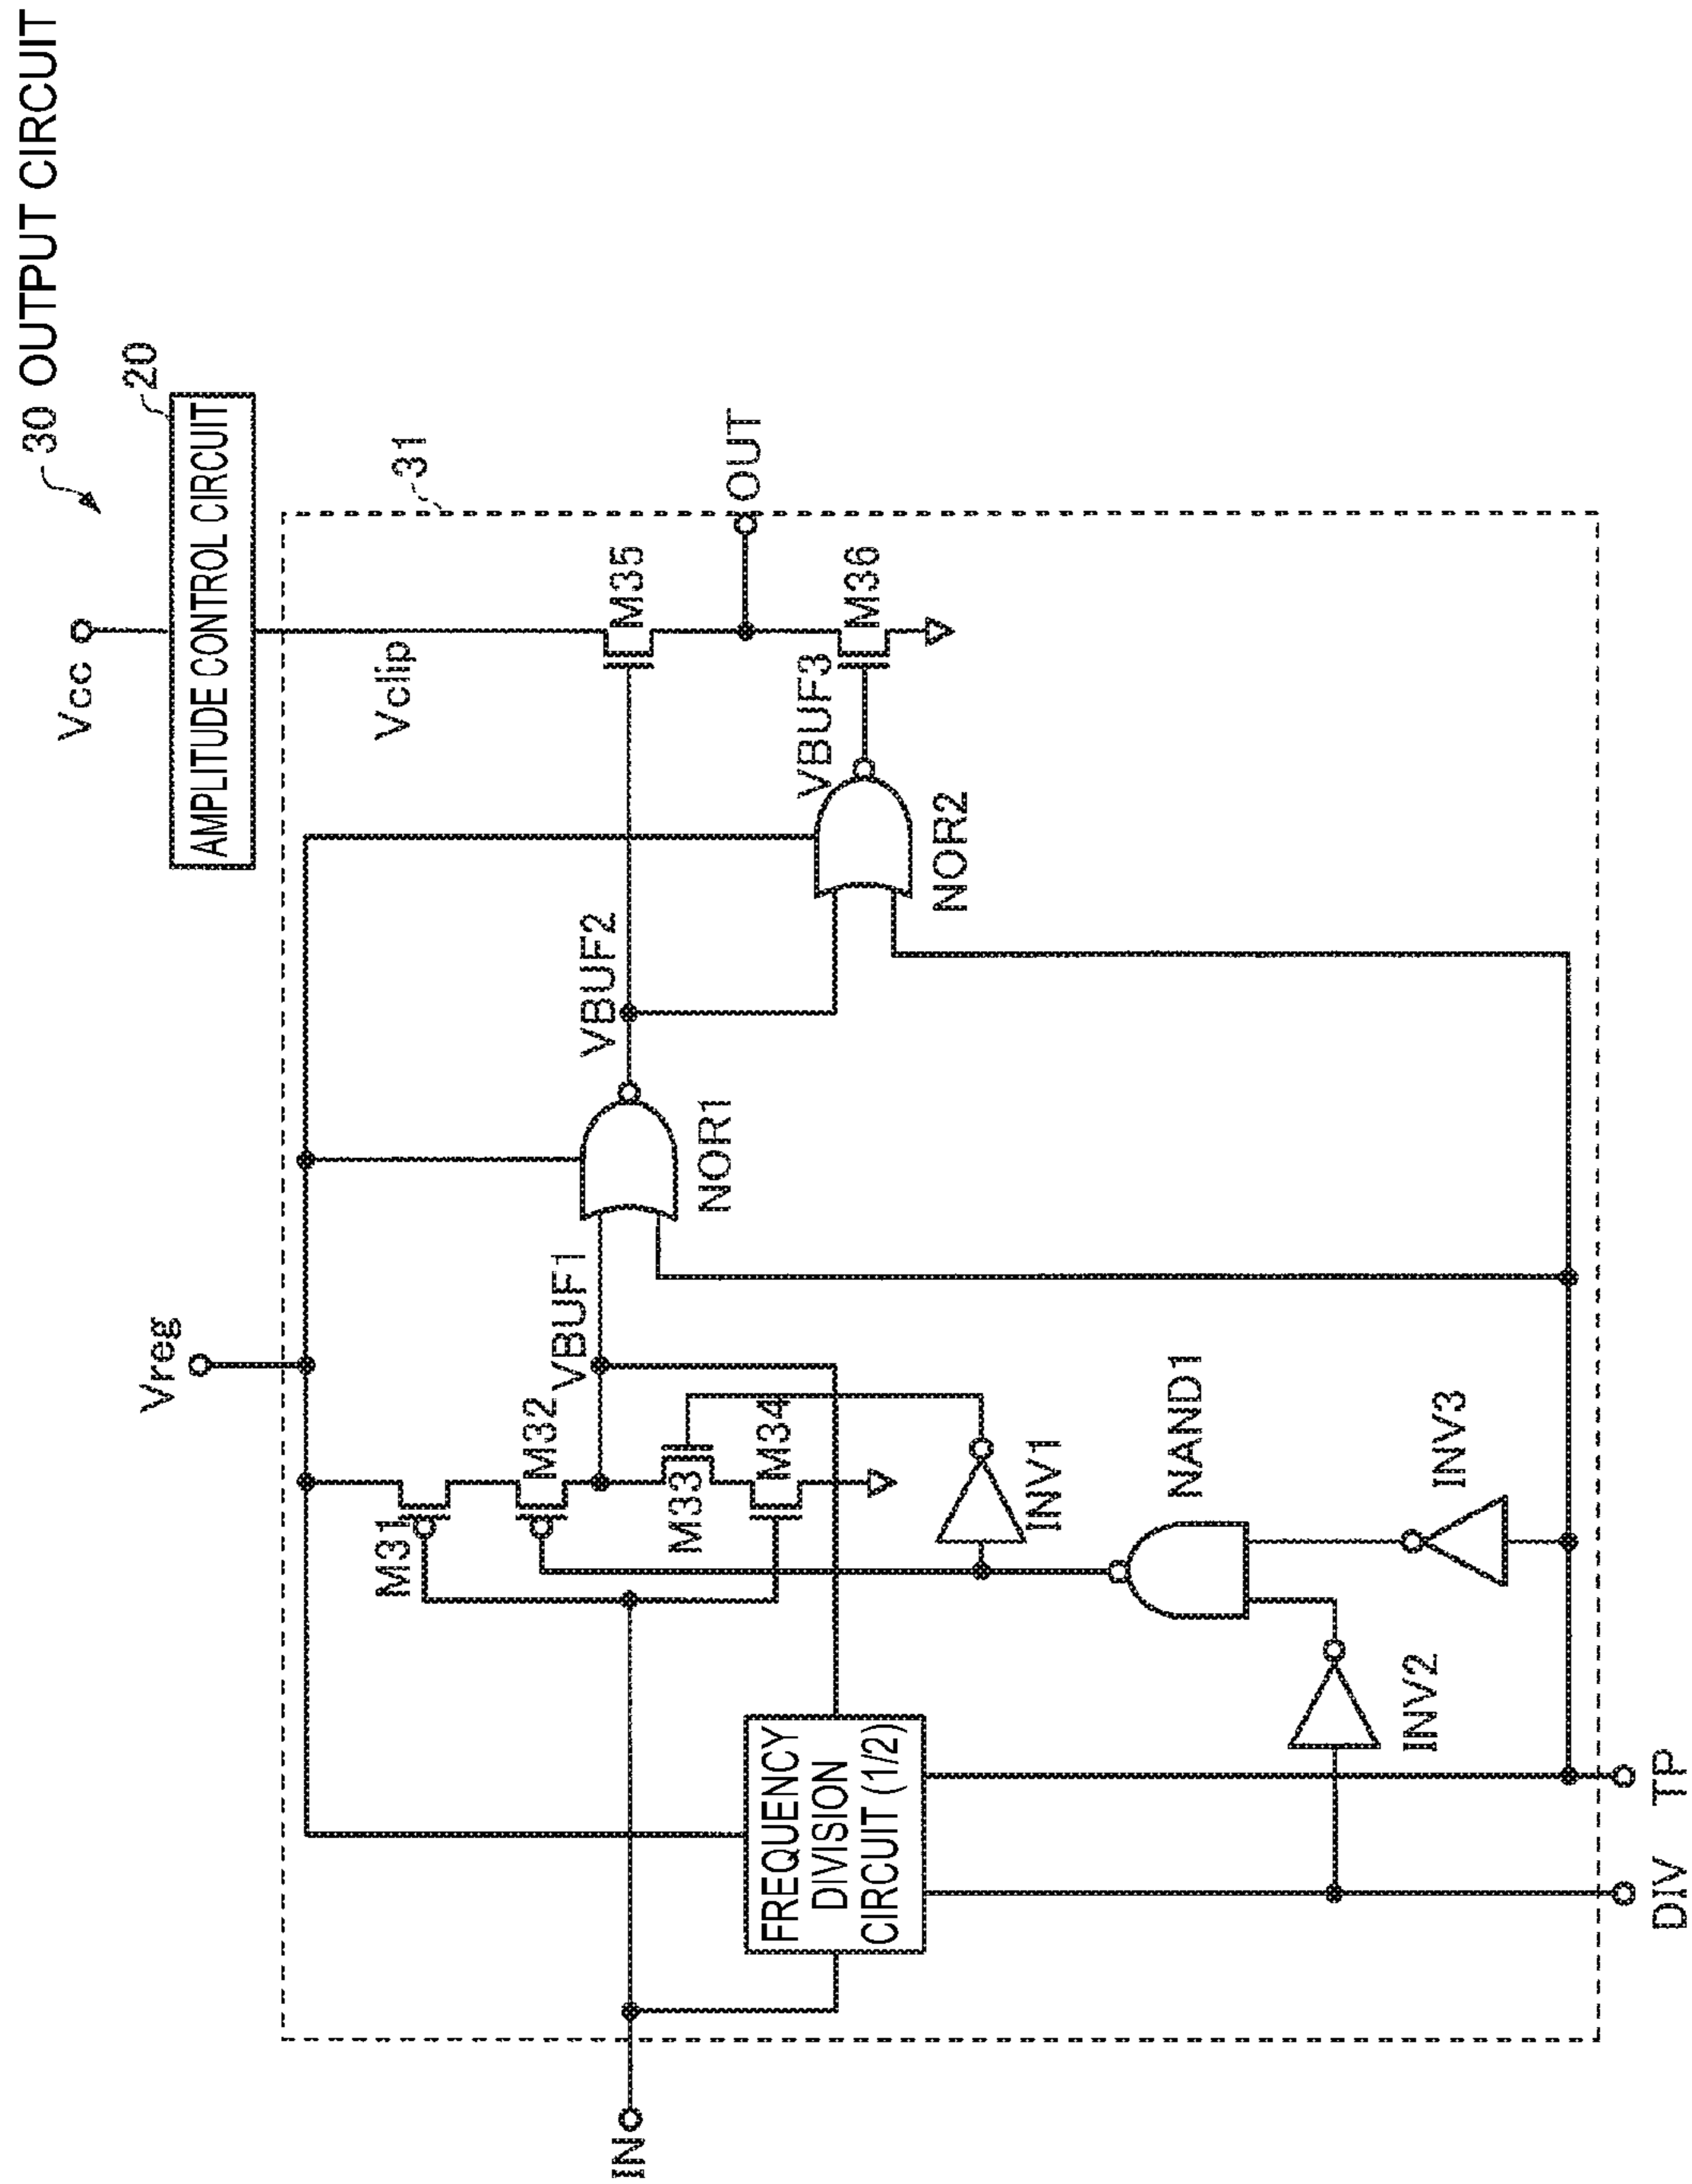 30 OUTPUT CIRCUIT
Vcc
20
AMPLITUDE CONTROL CIRCUIT
Vreg
Vclip
31
M31
M32
VBUF1
VBUF2
M35
IN
M33
M34
NOR1
OUT
VBUF3
M36
FREQUENCY
DIVISION
CIRCUIT (1/2)
NOR2
INV1
NAND1
INV2
INV3
DIV
TP